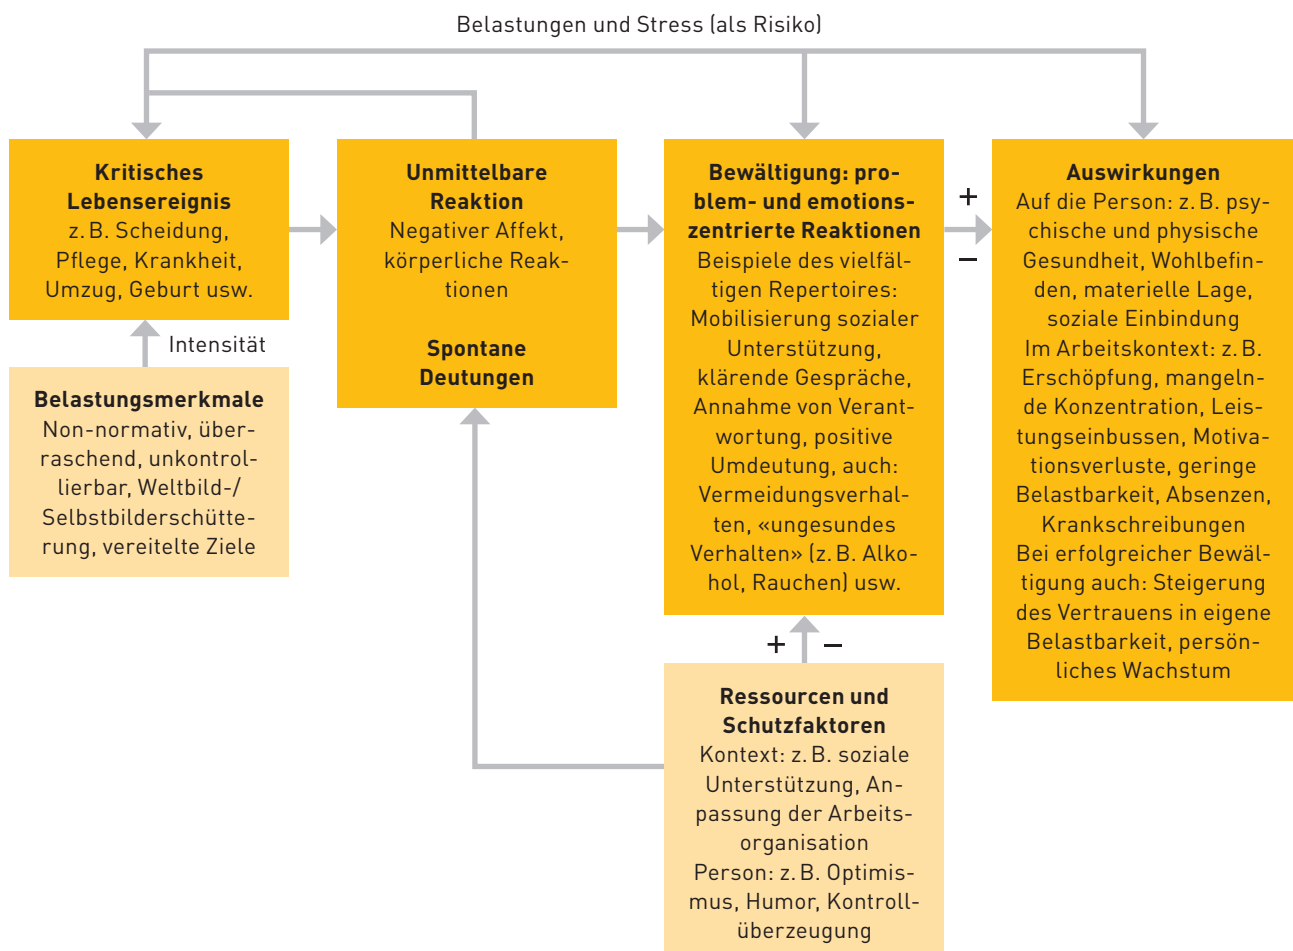 Belastungen und Stress (als Risiko)
Kritisches
Lebensereignis
z. B. Scheidung,
Pflege, Krankheit,
Umzug, Geburt usw.
Intensität
Belastungsmerkmale
Non-normativ, über-
raschend, unkontrol-
lierbar, Weltbild-/
Selbstbilderschütte-
rung, vereitelte Ziele
Unmittelbare
Reaktion
Negativer Affekt,
körperliche Reak-
tionen
Spontane
Deutungen
Bewältigung: pro-
blem- und emotions-
zentrierte Reaktionen
Beispiele des vielfäl-
tigen Repertoires:
Mobilisierung sozialer
Unterstützung,
klärende Gespräche,
Annahme von Verant-
wortung, positive
Umdeutung, auch:
Vermeidungsverhal-
ten, «ungesundes
Verhalten» (z. B. Alko-
hol, Rauchen) usw.
+ –
Ressourcen und
Schutzfaktoren
Kontext: z. B. soziale
Unterstützung, An-
passung der Arbeits-
organisation
Person: z. B. Optimis-
mus, Humor, Kontroll-
überzeugung
+
–
Auswirkungen
Auf die Person: z. B. psy-
chische und physische
Gesundheit, Wohlbefin-
den, materielle Lage,
soziale Einbindung
Im Arbeitskontext: z. B.
Erschöpfung, mangeln-
de Konzentration, Leis-
tungseinbussen, Motiva-
tionsverluste, geringe
Belastbarkeit, Absenzen,
Krankschreibungen
Bei erfolgreicher Bewäl-
tigung auch: Steigerung
des Vertrauens in eigene
Belastbarkeit, persön-
liches Wachstum